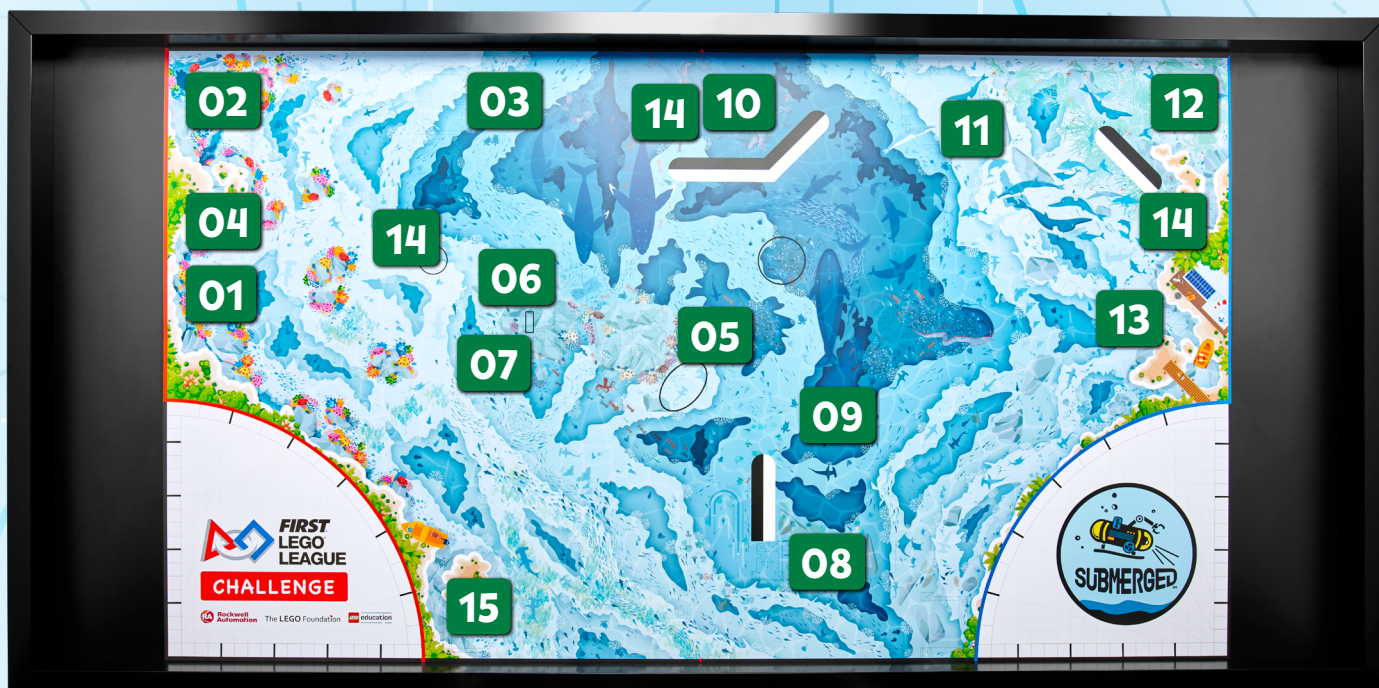 02
03
14
10
11
12
04
14
14
01
06
13
05
07
09
08
15
FIRST
LEGO
LEAGUE
CHALLENGE
Rockwell
Automation
The LEGO Foundation
education
SUBMERGED